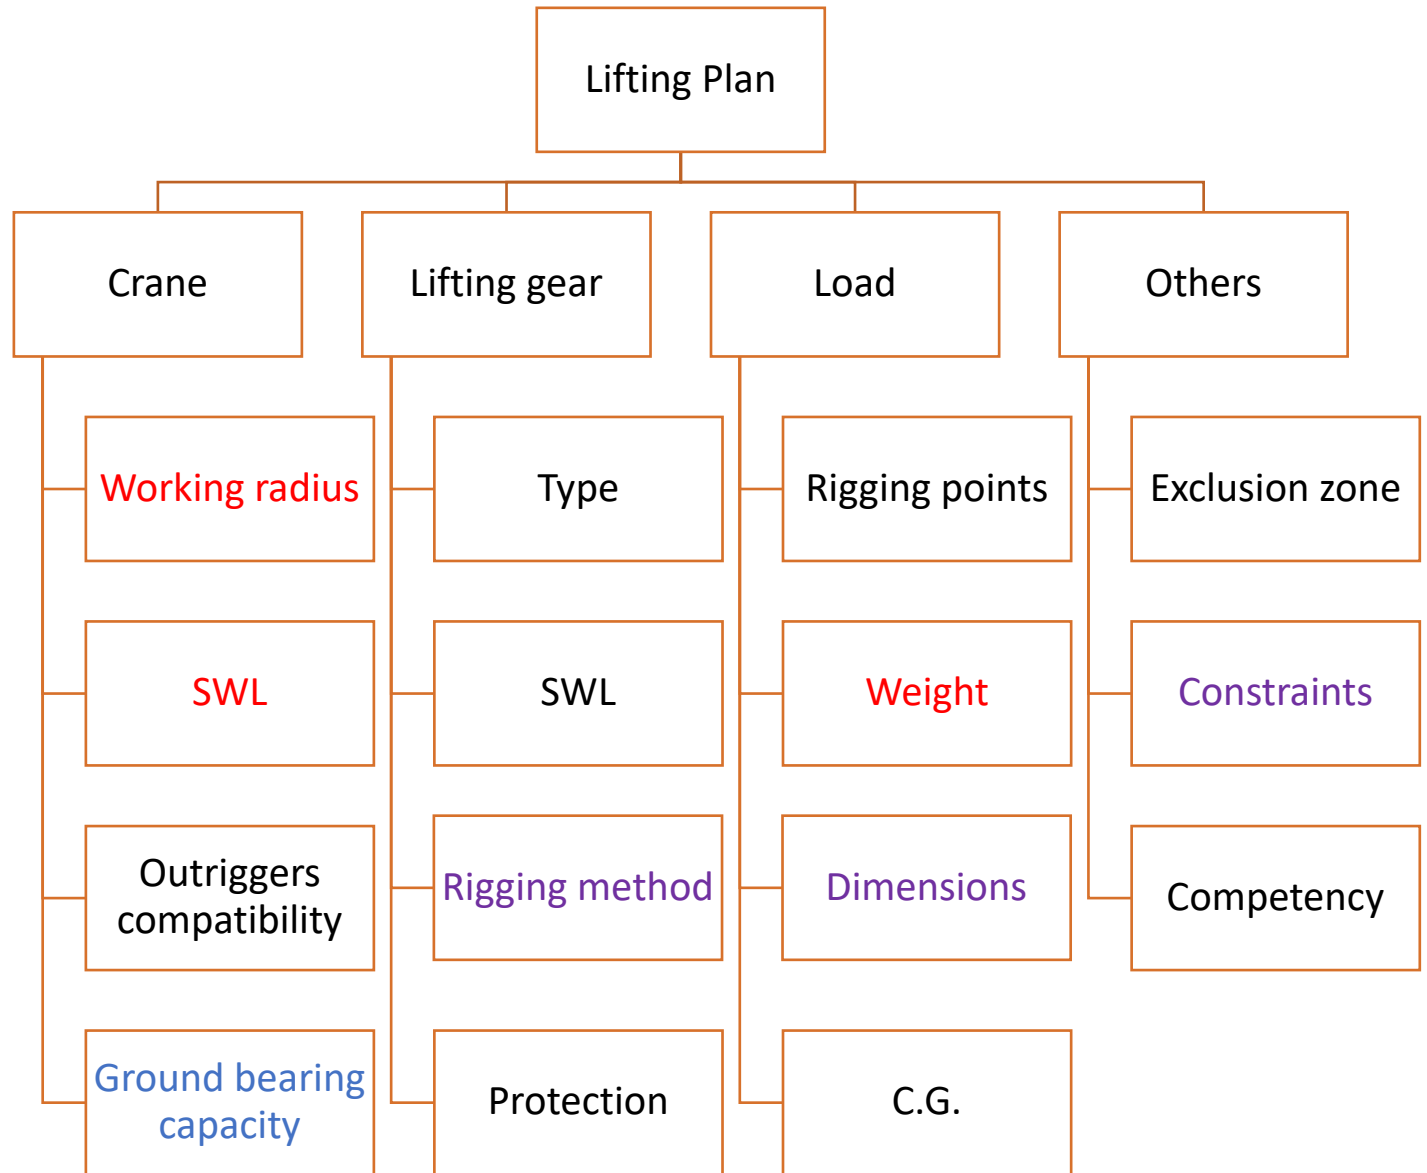 Lifting Plan
Crane
Lifting gear
Load
Others
Working radius
Type
Rigging points
Exclusion zone
SWL
SWL
Weight
Constraints
Outriggers
compatibility
Rigging method
Dimensions
Competency
Ground bearing
capacity
Protection
C.G.